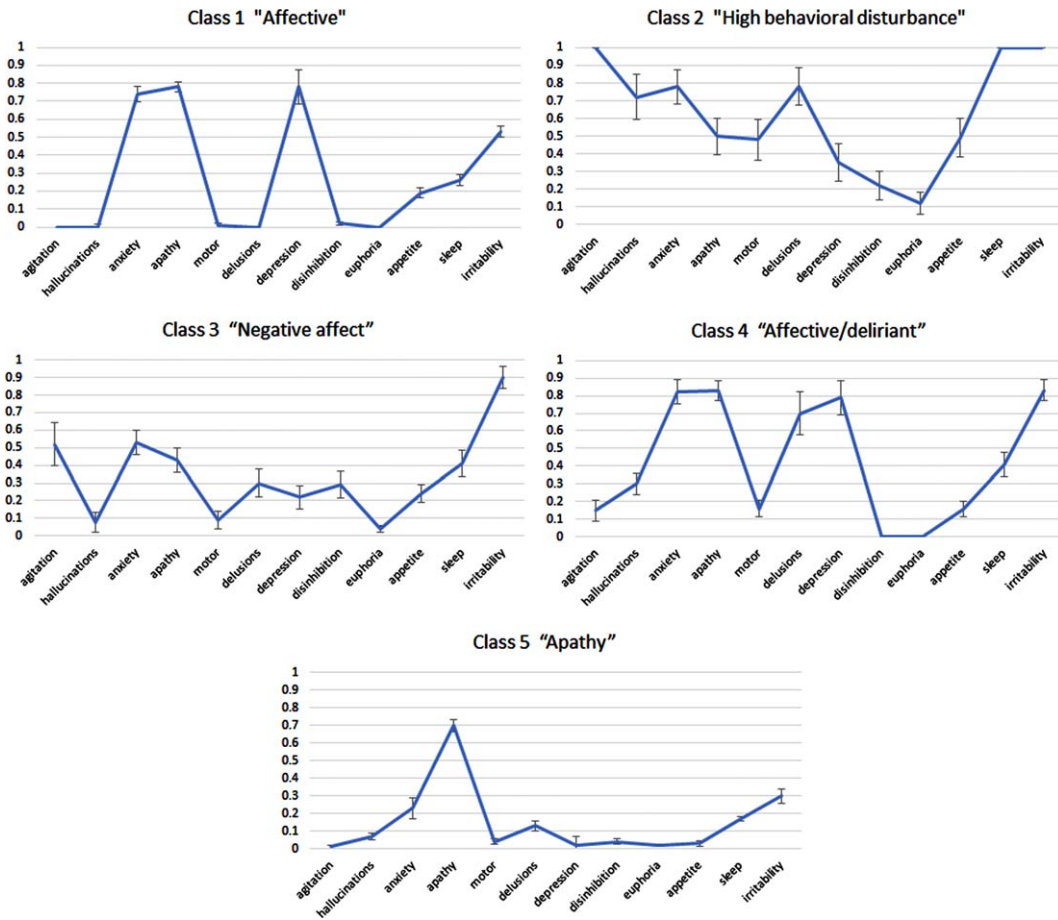 Class 1 "Affective"
1
0.9
0.8
0.7
0.6
0.5
0.4
0.3
0.2
0.1
0
agitation
hallucinations
anxiety
apathy
motor
delusions
depression
disinhibition
euphoria
appetite
sleep
irritability
Class 2 "High behavioral disturbance"
1
0.9
0.8
0.7
0.6
0.5
0.4
0.3
0.2
0.1
0
agitation
hallucinations
anxiety
apathy
motor
delusions
depression
disinhibition
euphoria
appetite
sleep
irritability
Class 3 “Negative affect”
1
0.9
0.8
0.7
0.6
0.5
0.4
0.3
0.2
0.1
0
agitation
hallucinations
anxiety
apathy
motor
delusions
depression
disinhibition
euphoria
appetite
sleep
irritability
Class 4 “Affective/deliriant”
1
0.9
0.8
0.7
0.6
0.5
0.4
0.3
0.2
0.1
0
agitation
hallucinations
anxiety
apathy
motor
delusions
depression
disinhibition
euphoria
appetite
sleep
irritability
Class 5 “Apathy”
1
0.9
0.8
0.7
0.6
0.5
0.4
0.3
0.2
0.1
0
agitation
hallucinations
anxiety
apathy
motor
delusions
depression
disinhibition
euphoria
appetite
sleep
irritability